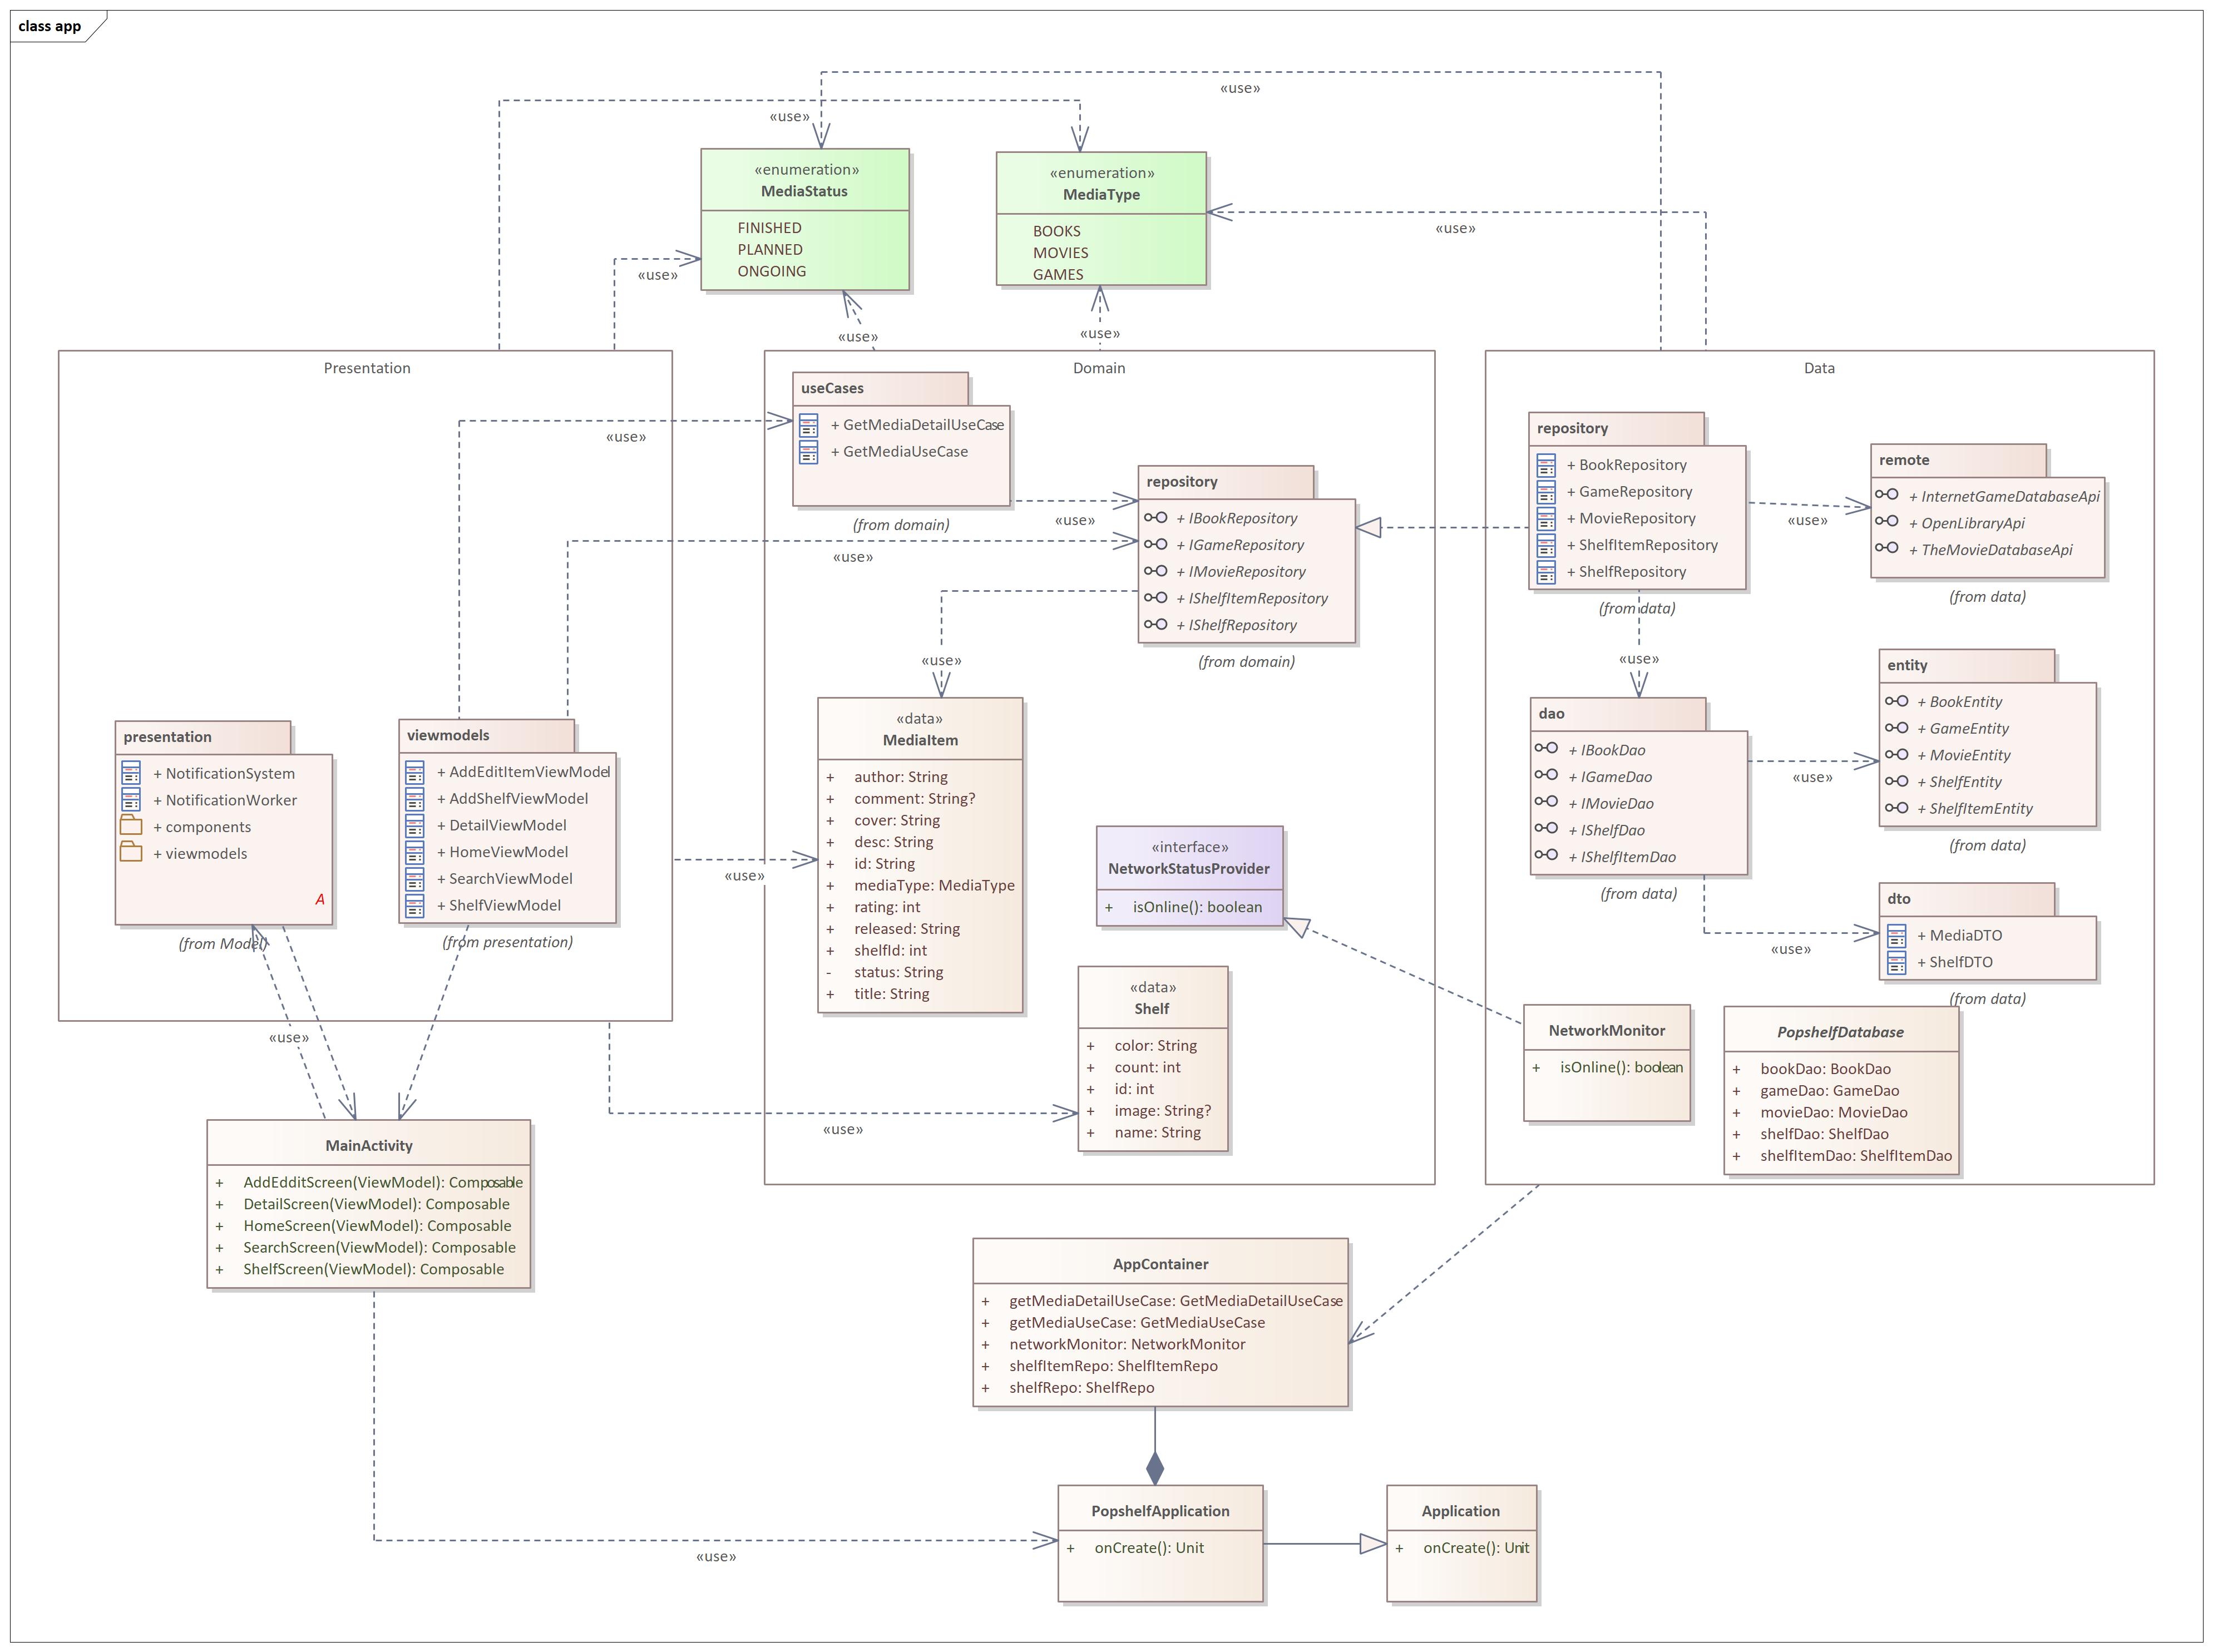 class app
«use»
«use»
«enumeration»
MediaStatus
FINISHED
PLANNED
ONGOING
«enumeration»
MediaType
BOOKS
MOVIES
GAMES
«use»
«use»
«use»
«use»
Presentation
Domain
Data
useCases
+ GetMediaDetailUseCase
+ GetMediaUseCase
(from domain)
«use»
repository
+ IBookRepository
+ IGameRepository
+ IMovieRepository
+ IShelfItemRepository
+ IShelfRepository
(from domain)
«use»
«use»
«use»
repository
+ BookRepository
+ GameRepository
+ MovieRepository
+ ShelfItemRepository
+ ShelfRepository
(from data)
«use»
remote
+ InternetGameDatabaseApi
+ OpenLibraryApi
+ TheMovieDatabaseApi
(from data)
«use»
presentation
+ NotificationSystem
+ NotificationWorker
+ components
+ viewmodels
A
(from Model)
viewmodels
+ AddEditItemViewModel
+ AddShelfViewModel
+ DetailViewModel
+ HomeViewModel
+ SearchViewModel
+ ShelfViewModel
(from presentation)
«use»
«data»
MediaItem
+ author: String
+ comment: String?
+ cover: String
+ desc: String
+ id: String
+ mediaType: MediaType
+ rating: int
+ released: String
+ shelfId: int
- status: String
+ title: String
«interface»
NetworkStatusProvider
+ isOnline(): boolean
«data»
Shelf
+ color: String
+ count: int
+ id: int
+ image: String?
+ name: String
dao
+ IBookDao
+ IGameDao
+ IMovieDao
+ IShelfDao
+ IShelfItemDao
(from data)
«use»
entity
+ BookEntity
+ GameEntity
+ MovieEntity
+ ShelfEntity
+ ShelfItemEntity
(from data)
«use»
dto
+ MediaDTO
+ ShelfDTO
(from data)
NetworkMonitor
+ isOnline(): boolean
PopshelfDatabase
+ bookDao: BookDao
+ gameDao: GameDao
+ movieDao: MovieDao
+ shelfDao: ShelfDao
+ shelfItemDao: ShelfItemDao
«use»
«use»
MainActivity
+ AddEdditScreen(ViewModel): Composable
+ DetailScreen(ViewModel): Composable
+ HomeScreen(ViewModel): Composable
+ SearchScreen(ViewModel): Composable
+ ShelfScreen(ViewModel): Composable
AppContainer
+ getMediaDetailUseCase: GetMediaDetailUseCase
+ getMediaUseCase: GetMediaUseCase
+ networkMonitor: NetworkMonitor
+ shelfItemRepo: ShelfItemRepo
+ shelfRepo: ShelfRepo
«use»
PopshelfApplication
+ onCreate(): Unit
Application
+ onCreate(): Unit